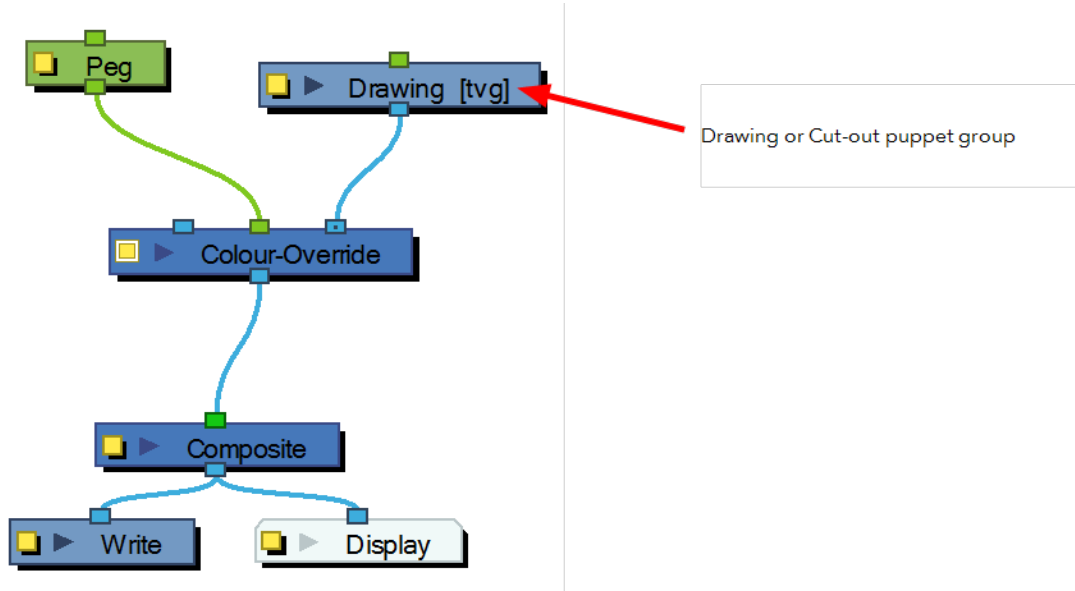 Peg
Drawing [tvg]
Drawing or Cut-out puppet group
Colour-Override
Composite
Write
Display